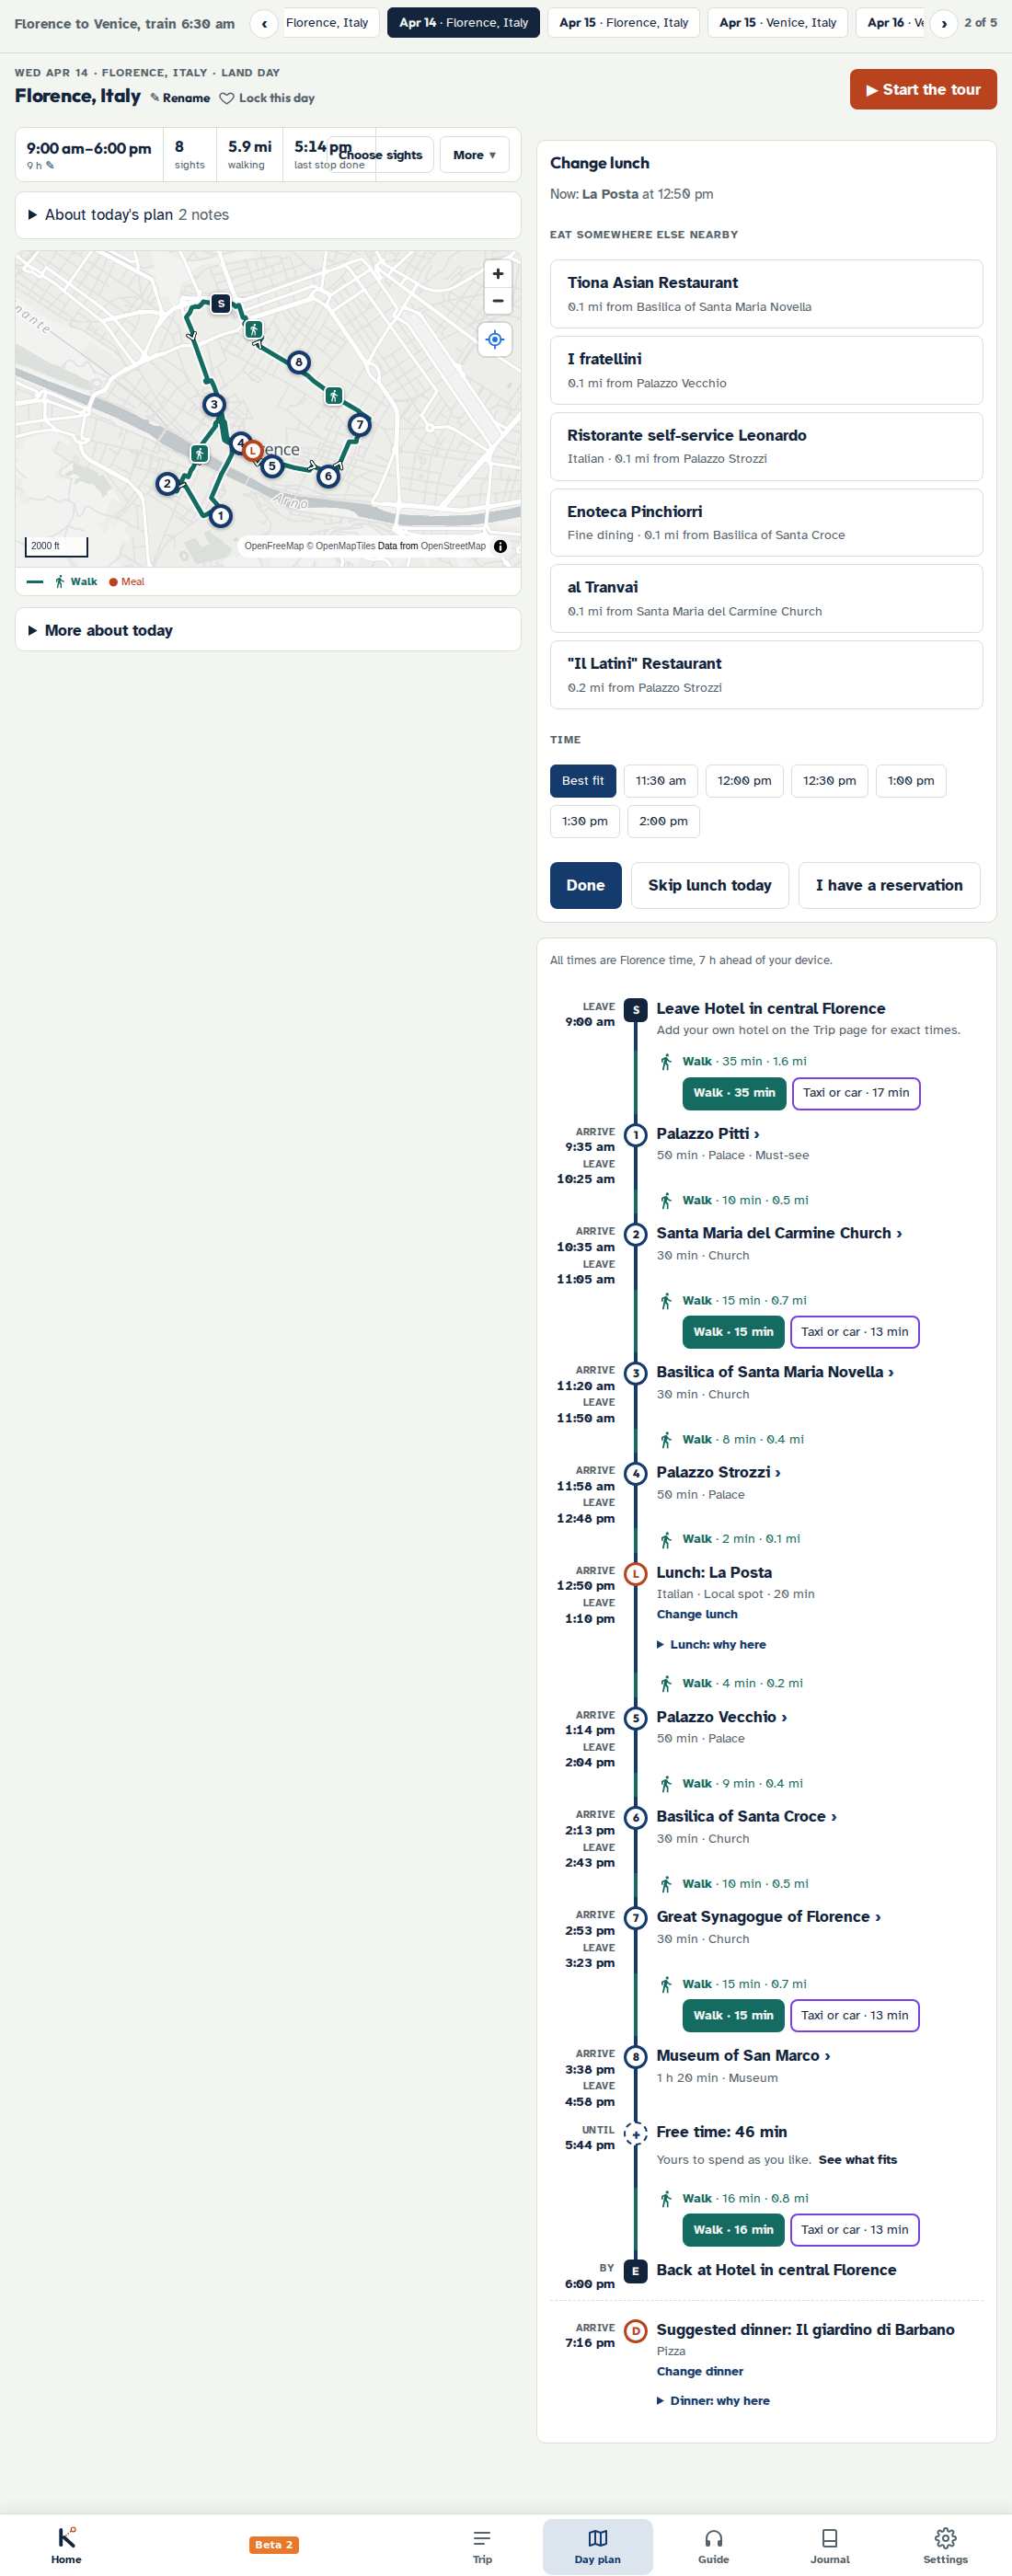 Florence to Venice, train 6:30 am
‹
Florence, Italy
Apr 14 · Florence, Italy
Apr 15 · Florence, Italy
Apr 15 · Venice, Italy
Apr 16 · Ve
›
2 of 5
WED APR 14 · FLORENCE, ITALY · LAND DAY
Florence, Italy ✎ Rename Lock this day
▶ Start the tour
9:00 am–6:00 pm
9 h ✎
8
sights
5.9 mi
walking
5:14 pm
last stop done
Choose sights
More ▾
▶ About today's plan 2 notes
nante
S
8
3
7
4
L
rence
5
6
2
1
Arno
+
−
2000 ft
OpenFreeMap © OpenMapTiles Data from OpenStreetMap
Walk
Meal
▶ More about today
Change lunch
Now: La Posta at 12:50 pm
EAT SOMEWHERE ELSE NEARBY
Tiona Asian Restaurant
0.1 mi from Basilica of Santa Maria Novella
I fratellini
0.1 mi from Palazzo Vecchio
Ristorante self-service Leonardo
Italian · 0.1 mi from Palazzo Strozzi
Enoteca Pinchiorri
Fine dining · 0.1 mi from Basilica of Santa Croce
al Tranvai
0.1 mi from Santa Maria del Carmine Church
"Il Latini" Restaurant
0.2 mi from Palazzo Strozzi
TIME
Best fit
11:30 am
12:00 pm
12:30 pm
1:00 pm
1:30 pm
2:00 pm
Done
Skip lunch today
I have a reservation
All times are Florence time, 7 h ahead of your device.
LEAVE
9:00 am
S
Leave Hotel in central Florence
Add your own hotel on the Trip page for exact times.
Walk · 35 min · 1.6 mi
Walk · 35 min
Taxi or car · 17 min
ARRIVE
9:35 am
LEAVE
10:25 am
1
Palazzo Pitti ›
50 min · Palace · Must-see
Walk · 10 min · 0.5 mi
ARRIVE
10:35 am
LEAVE
11:05 am
2
Santa Maria del Carmine Church ›
30 min · Church
Walk · 15 min · 0.7 mi
Walk · 15 min
Taxi or car · 13 min
ARRIVE
11:20 am
LEAVE
11:50 am
3
Basilica of Santa Maria Novella ›
30 min · Church
Walk · 8 min · 0.4 mi
ARRIVE
11:58 am
LEAVE
12:48 pm
4
Palazzo Strozzi ›
50 min · Palace
Walk · 2 min · 0.1 mi
ARRIVE
12:50 pm
LEAVE
1:10 pm
L
Lunch: La Posta
Italian · Local spot · 20 min
Change lunch
▶ Lunch: why here
Walk · 4 min · 0.2 mi
ARRIVE
1:14 pm
LEAVE
2:04 pm
5
Palazzo Vecchio ›
50 min · Palace
Walk · 9 min · 0.4 mi
ARRIVE
2:13 pm
LEAVE
2:43 pm
6
Basilica of Santa Croce ›
30 min · Church
Walk · 10 min · 0.5 mi
ARRIVE
2:53 pm
LEAVE
3:23 pm
7
Great Synagogue of Florence ›
30 min · Church
Walk · 15 min · 0.7 mi
Walk · 15 min
Taxi or car · 13 min
ARRIVE
3:38 pm
LEAVE
4:58 pm
8
Museum of San Marco ›
1 h 20 min · Museum
UNTIL
5:44 pm
+
Free time: 46 min
Yours to spend as you like. See what fits
Walk · 16 min · 0.8 mi
Walk · 16 min
Taxi or car · 13 min
BY
6:00 pm
E
Back at Hotel in central Florence
ARRIVE
7:16 pm
D
Suggested dinner: Il giardino di Barbano
Pizza
Change dinner
▶ Dinner: why here
Home
Beta 2
Trip
Day plan
Guide
Journal
Settings